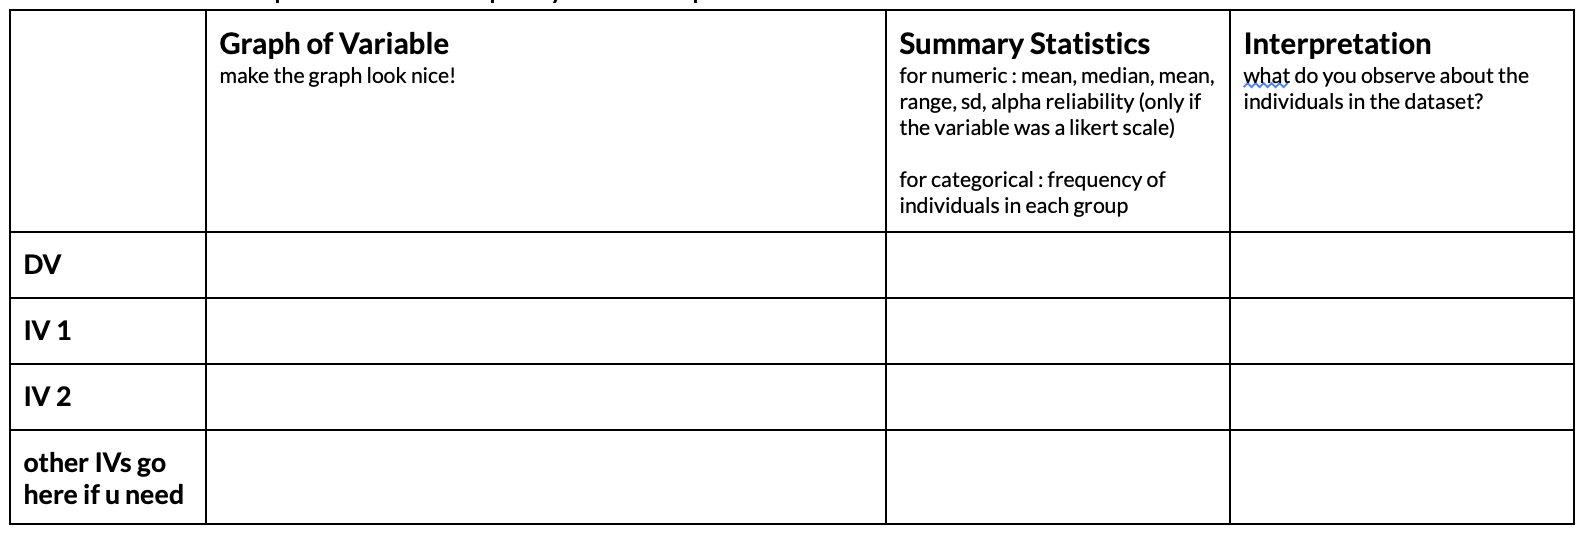 Graph of Variable
make the graph look nice!
Summary Statistics
for numeric : mean, median, mean,
range, sd, alpha reliability (only if
the variable was a likert scale)
for categorical : frequency of
individuals in each group
Interpretation
what do you observe about the
individuals in the dataset?
DV
IV 1
IV 2
other IVs go
here if u need